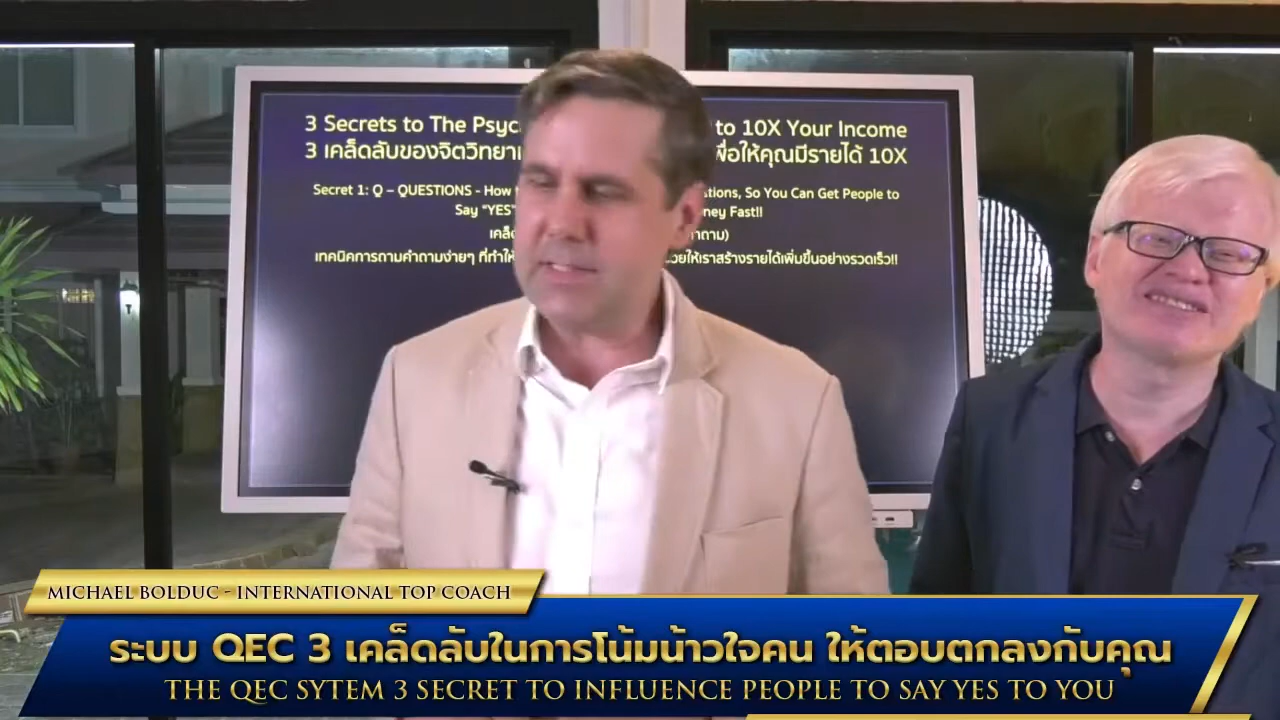 3 Secrets to The Psyc to 10X Your Income
3 เคล็ดลับของจิตวิทยา เพื่อให้คุณมีรายได้ 10X
Secret 1: Q – QUESTIONS - How stions, So You Can Get People to
Say "YES" ney Fast!!
เคล็ด ถาม)
เทคนิคการถามคำถามง่ายๆ ที่ทำให้ วยให้เราสร้างรายได้เพิ่มขึ้นอย่างรวดเร็ว!!
MICHAEL BOLDUC - INTERNATIONAL TOP COACH
ระบบ QEC 3 เคล็ดลับในการโน้มน้าวใจคน ให้ตอบตกลงกับคุณ
THE QEC SYTEM 3 SECRET TO INFLUENCE PEOPLE TO SAY YES TO YOU